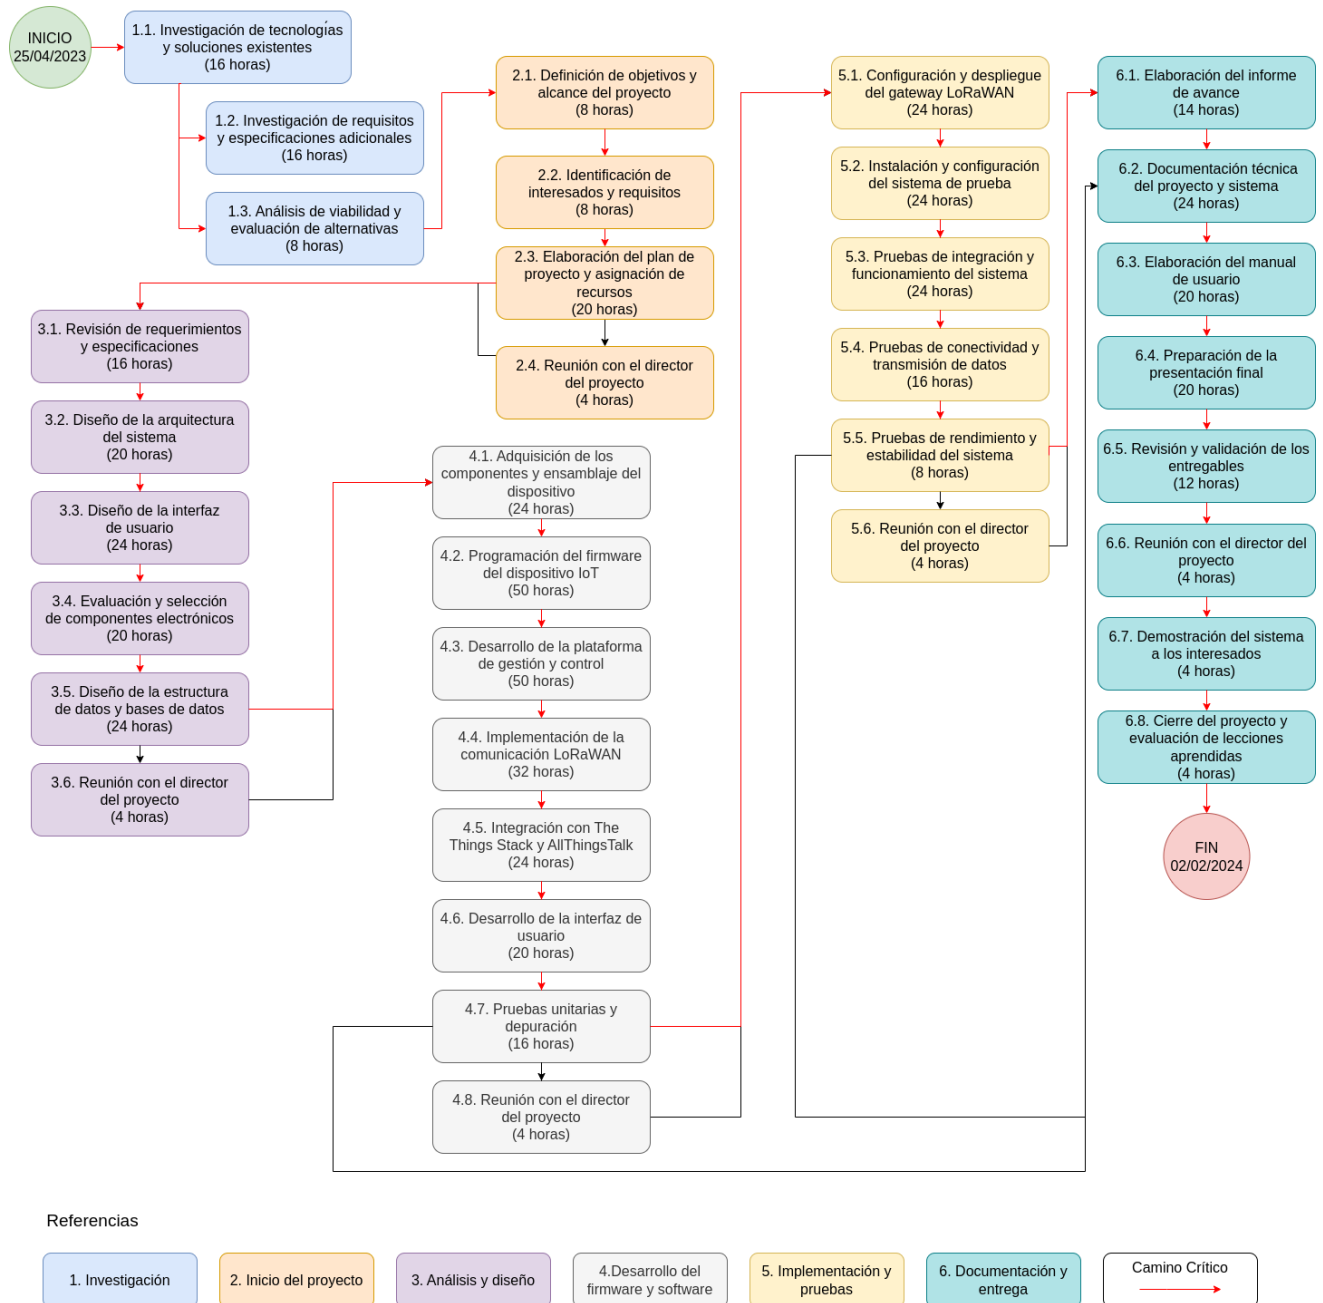 INICIO
25/04/2023
1.1. Investigación de tecnologías
y soluciones existentes
(16 horas)
1.2. Investigación de requisitos
y especificaciones adicionales
(16 horas)
1.3. Análisis de viabilidad y
evaluación de alternativas
(8 horas)
2.1. Definición de objetivos y
alcance del proyecto
(8 horas)
2.2. Identificación de
interesados y requisitos
(8 horas)
2.3. Elaboración del plan de
proyecto y asignación de
recursos
(20 horas)
2.4. Reunión con el director
del proyecto
(4 horas)
3.1. Revisión de requerimientos
y especificaciones
(16 horas)
3.2. Diseño de la arquitectura
del sistema
(20 horas)
3.3. Diseño de la interfaz
de usuario
(24 horas)
3.4. Evaluación y selección
de componentes electrónicos
(20 horas)
3.5. Diseño de la estructura
de datos y bases de datos
(24 horas)
3.6. Reunión con el director
del proyecto
(4 horas)
4.1. Adquisición de los
componentes y ensamblaje del
dispositivo
(24 horas)
4.2. Programación del firmware
del dispositivo IoT
(50 horas)
4.3. Desarrollo de la plataforma
de gestión y control
(50 horas)
4.4. Implementación de la
comunicación LoRaWAN
(32 horas)
4.5. Integración con The
Things Stack y AllThingsTalk
(24 horas)
4.6. Desarrollo de la interfaz de
usuario
(20 horas)
4.7. Pruebas unitarias y
depuración
(16 horas)
4.8. Reunión con el director
del proyecto
(4 horas)
5.1. Configuración y despliegue
del gateway LoRaWAN
(24 horas)
5.2. Instalación y configuración
del sistema de prueba
(24 horas)
5.3. Pruebas de integración y
funcionamiento del sistema
(24 horas)
5.4. Pruebas de conectividad y
transmisión de datos
(16 horas)
5.5. Pruebas de rendimiento y
estabilidad del sistema
(8 horas)
5.6. Reunión con el director
del proyecto
(4 horas)
6.1. Elaboración del informe
de avance
(14 horas)
6.2. Documentación técnica
del proyecto y sistema
(24 horas)
6.3. Elaboración del manual
de usuario
(20 horas)
6.4. Preparación de la
presentación final
(20 horas)
6.5. Revisión y validación de los
entregables
(12 horas)
6.6. Reunión con el director del
proyecto
(4 horas)
6.7. Demostración del sistema
a los interesados
(4 horas)
6.8. Cierre del proyecto y
evaluación de lecciones
aprendidas
(4 horas)
FIN
02/02/2024
Referencias
1. Investigación
2. Inicio del proyecto
3. Análisis y diseño
4.Desarrollo del
firmware y software
5. Implementación y
pruebas
6. Documentación y
entrega
Camino Crítico